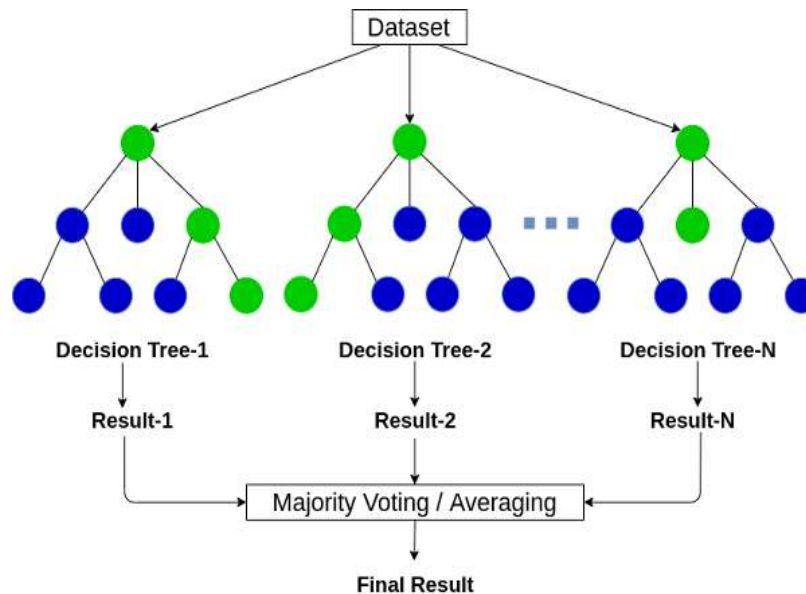 Dataset
Decision Tree-1
Decision Tree-2
Decision Tree-N
Result-1
Result-2
Result-N
Majority Voting / Averaging
Final Result